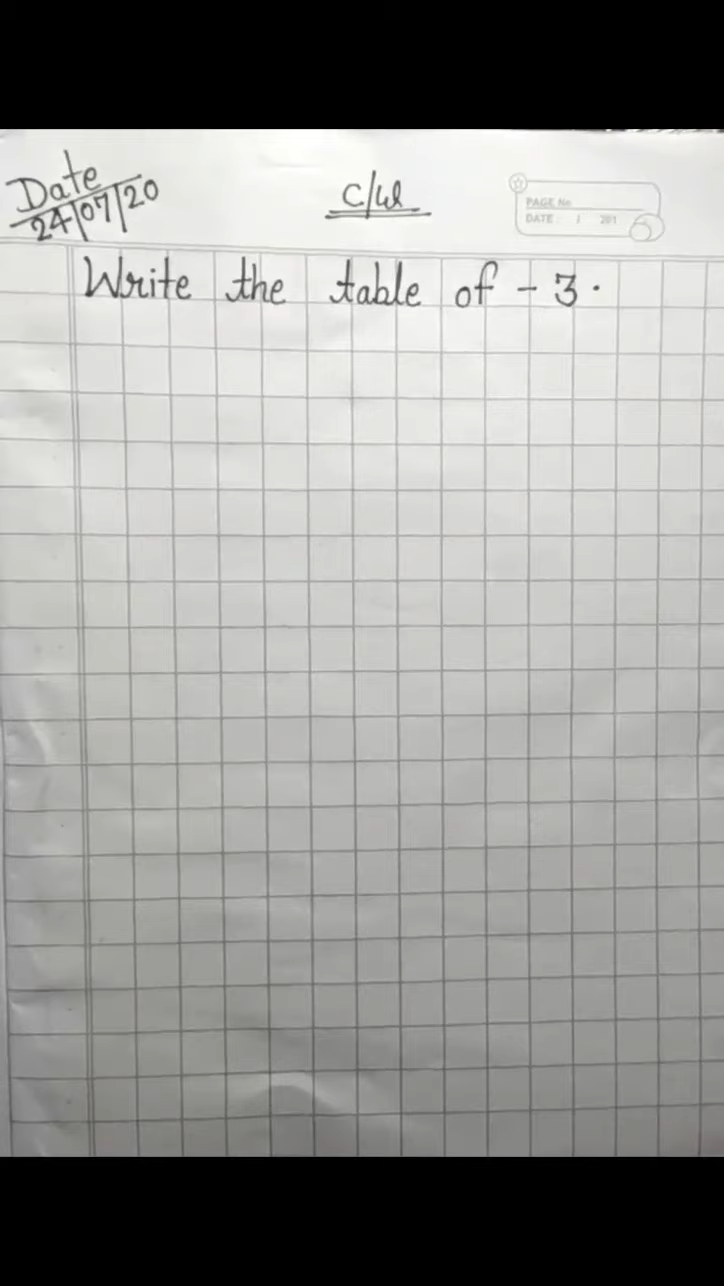 Date
24/07/20
C/W
PAGE No
DATE
Write the table of - 3.